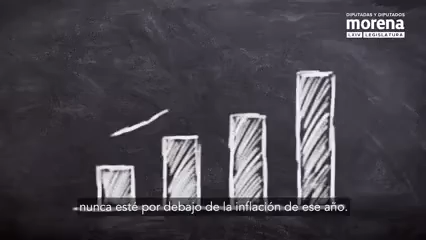 DIPUTADAS Y DIPUTADOS
morena
LXIV LEGISLATURA
nunca esté por debajo de la inflación de ese año.